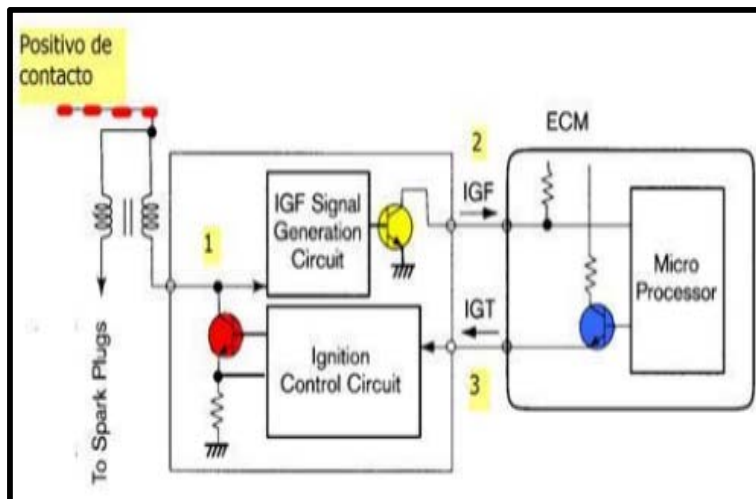 Positivo de
contacto
ECM
2
IGF
IGF Signal
Generation
Circuit
1
Micro
Processor
IGT
Ignition
Control Circuit
3
To Spark Plugs